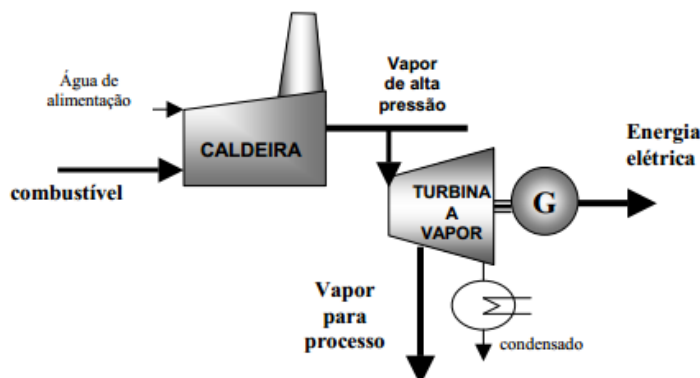 Água de
alimentação
combustível
CALDEIRA
Vapor
de alta
pressão
TURBINA
A
VAPOR
G
Energia
elétrica
Vapor
para
processo
condensado